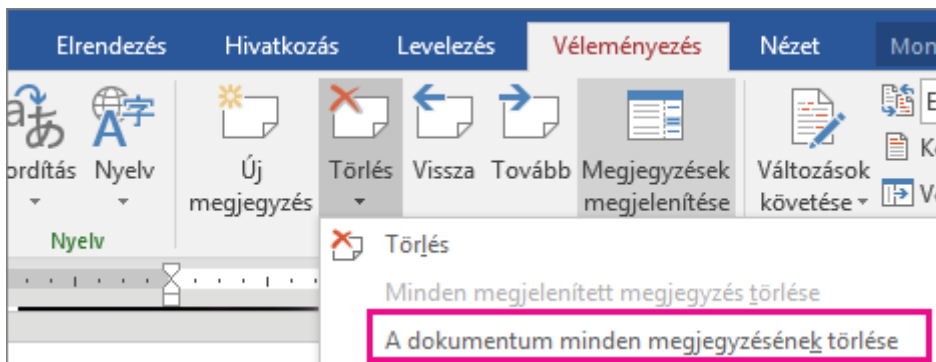 Elrendezés Hivatkozás Levelezés Véleményezés Nézet Mon
ordítás Nyelv Új megjegyzés Törlés Vissza Tovább Megjegyzések megjelenítése Változások követése
Nyelv
Törlés
Minden megjelenített megjegyzés törlése
A dokumentum minden megjegyzésének törlése